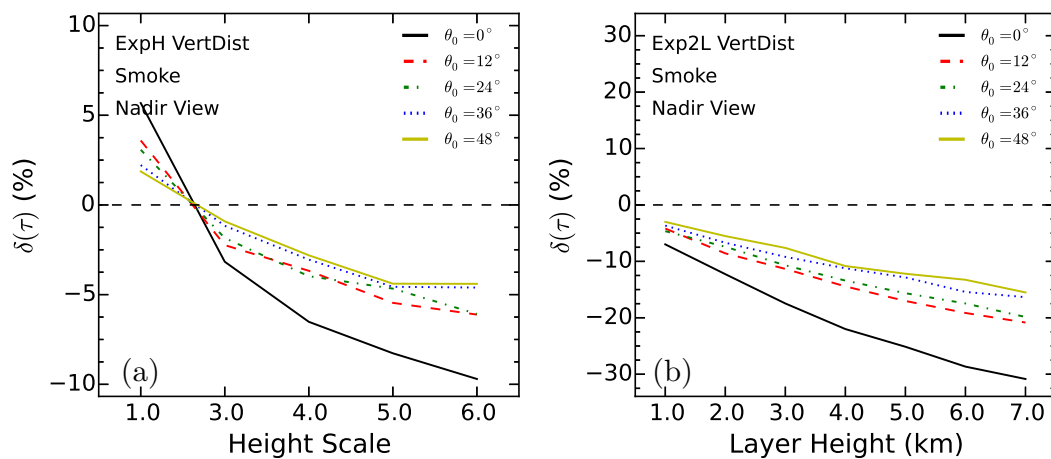 10
5
0
−5
−10
δ(τ) (%)
ExpH VertDist
Smoke
Nadir View
θ₀ =0°
θ₀ =12°
θ₀ =24°
θ₀ =36°
θ₀ =48°
(a)
1.0 3.0 4.0 5.0 6.0
Height Scale
30
20
10
0
−10
−20
−30
δ(τ) (%)
Exp2L VertDist
Smoke
Nadir View
θ₀ =0°
θ₀ =12°
θ₀ =24°
θ₀ =36°
θ₀ =48°
(b)
1.0 2.0 3.0 4.0 5.0 6.0 7.0
Layer Height (km)